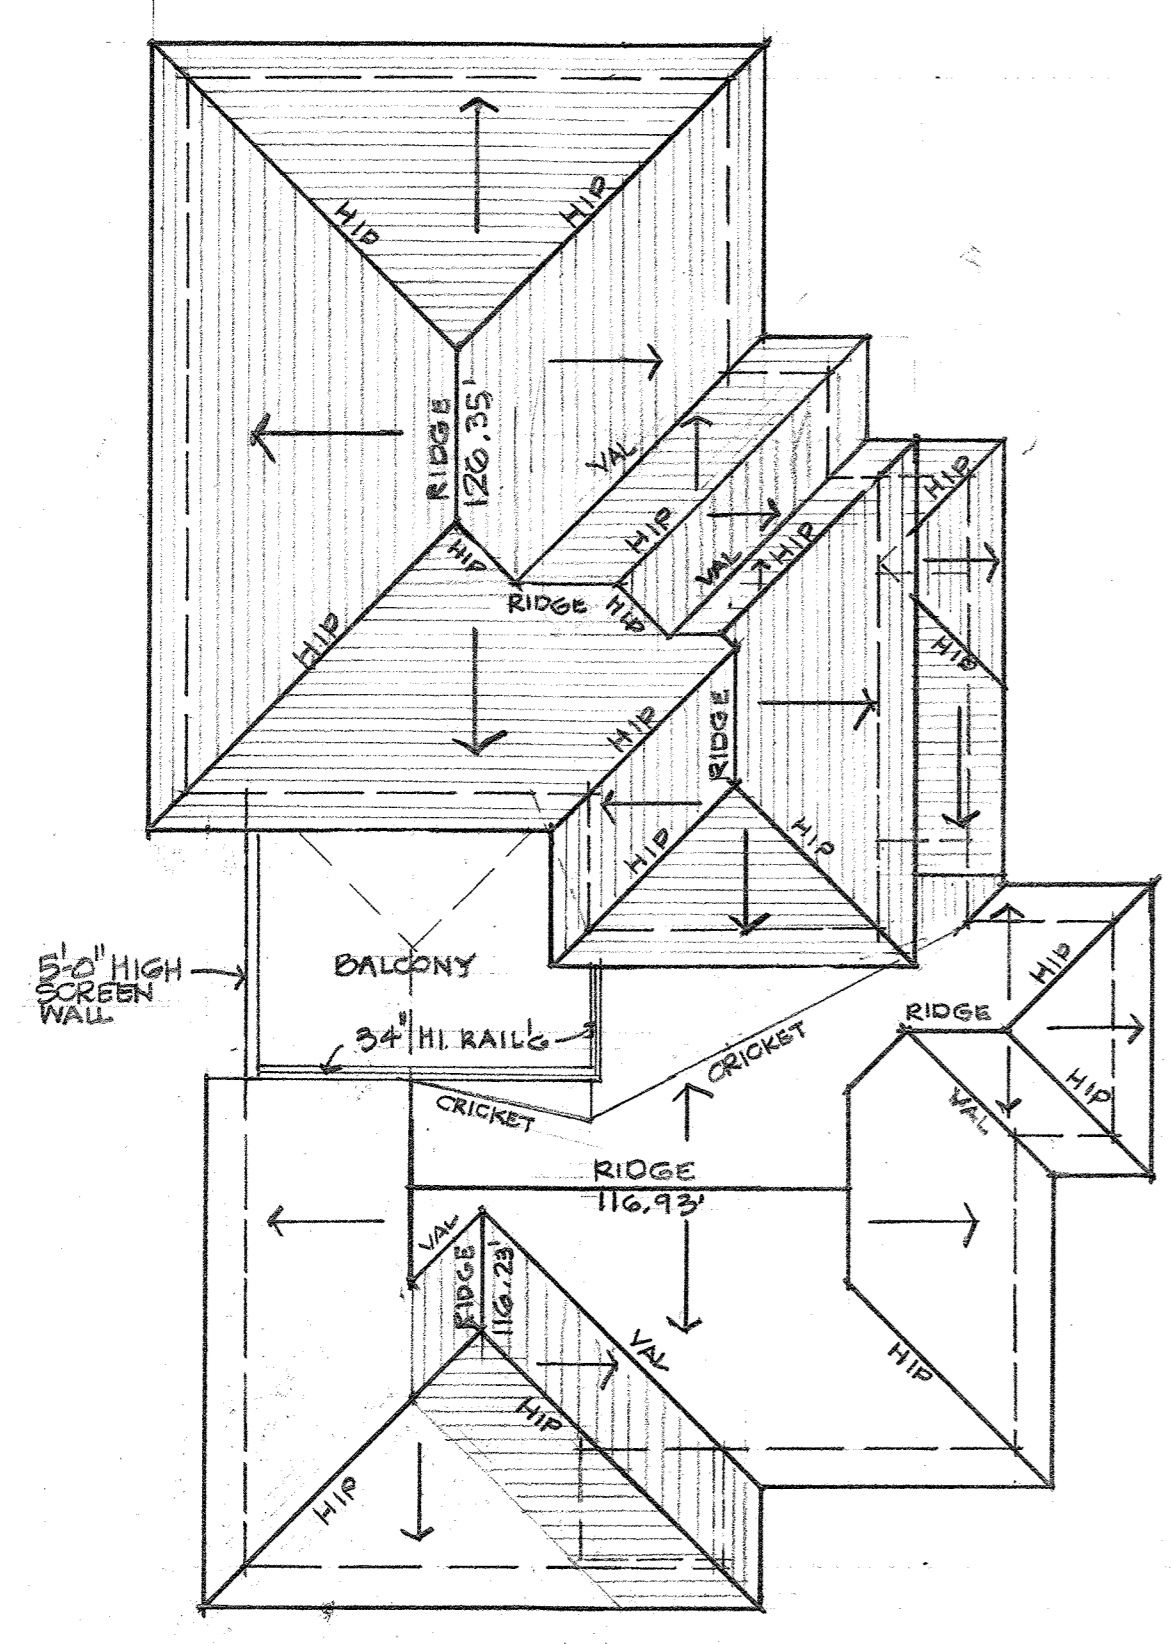 HIP
HIP
RIDGE
126.35'
VAL
HIP
HIP
HIP
HIP
VAL
HIP
RIDGE
HIP
HIP
HIP
RIDGE
HIP
HIP
5'-0" HIGH
SCREEN
WALL
BALCONY
HIP
RIDGE
34" HI. RAIL'G
CRICKET
CRICKET
VAL
HIP
RIDGE
116.93'
VAL
RIDGE
116.23'
VAL
HIP
HIP
HIP